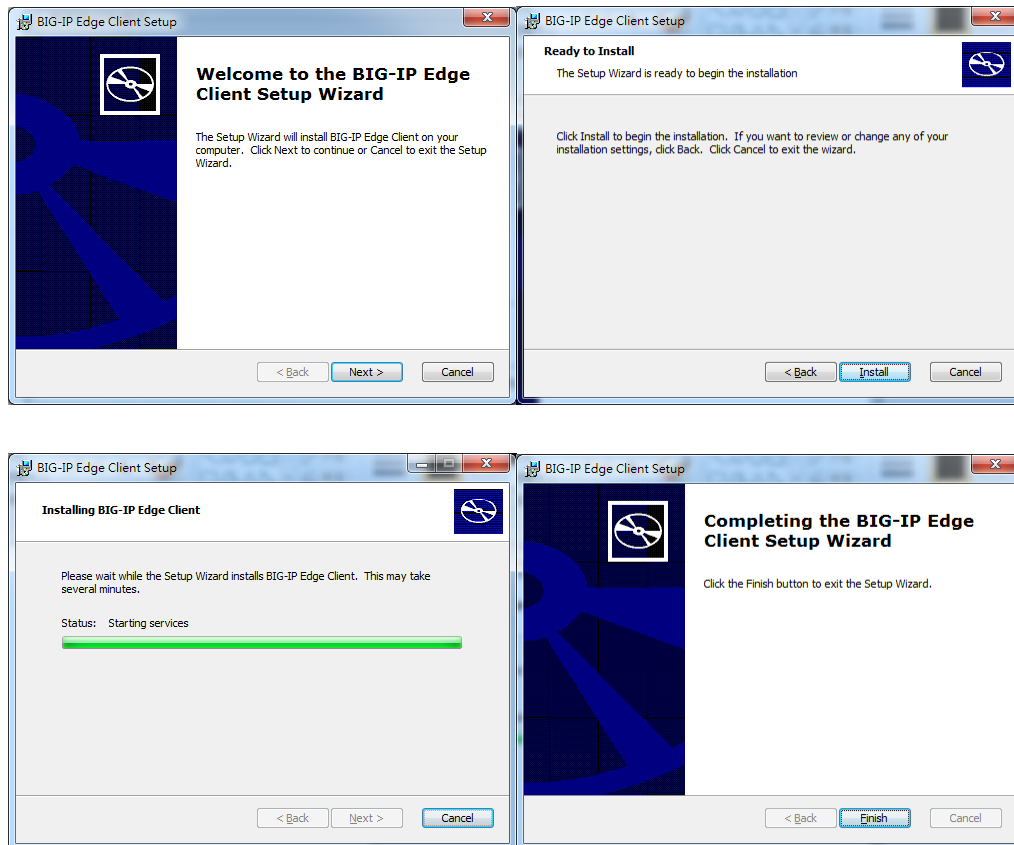 BIG-IP Edge Client Setup
Welcome to the BIG-IP Edge
Client Setup Wizard
The Setup Wizard will install BIG-IP Edge Client on your
computer. Click Next to continue or Cancel to exit the Setup
Wizard.
< Back
Next >
Cancel
BIG-IP Edge Client Setup
Ready to Install
The Setup Wizard is ready to begin the installation
Click Install to begin the installation. If you want to review or change any of your
installation settings, click Back. Click Cancel to exit the wizard.
< Back
Install
Cancel
BIG-IP Edge Client Setup
Installing BIG-IP Edge Client
Please wait while the Setup Wizard installs BIG-IP Edge Client. This may take
several minutes.
Status: Starting services
< Back
Next >
Cancel
BIG-IP Edge Client Setup
Completing the BIG-IP Edge
Client Setup Wizard
Click the Finish button to exit the Setup Wizard.
< Back
Finish
Cancel